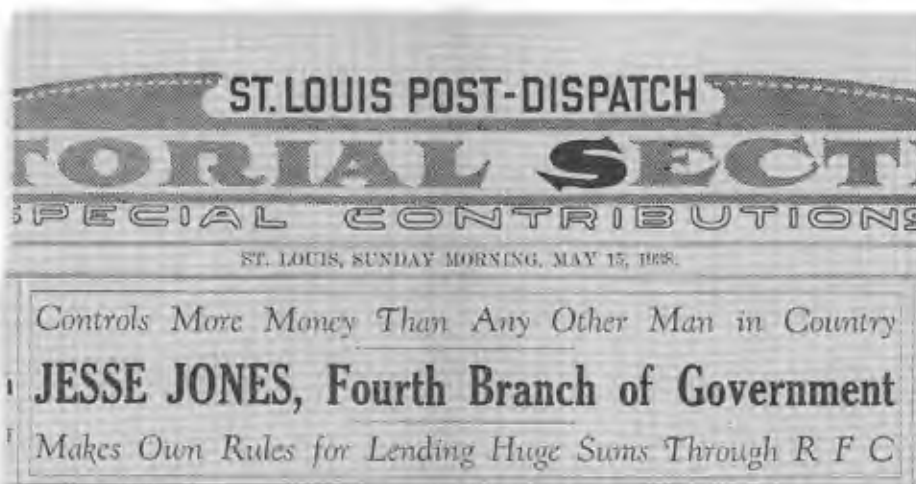 ST. LOUIS POST-DISPATCH
TORIAL SECTI
SPECIAL CONTRIBUTIONS
ST. LOUIS, SUNDAY MORNING, MAY 15, 1938.
Controls More Money Than Any Other Man in Country
JESSE JONES, Fourth Branch of Government
Makes Own Rules for Lending Huge Sums Through R F C